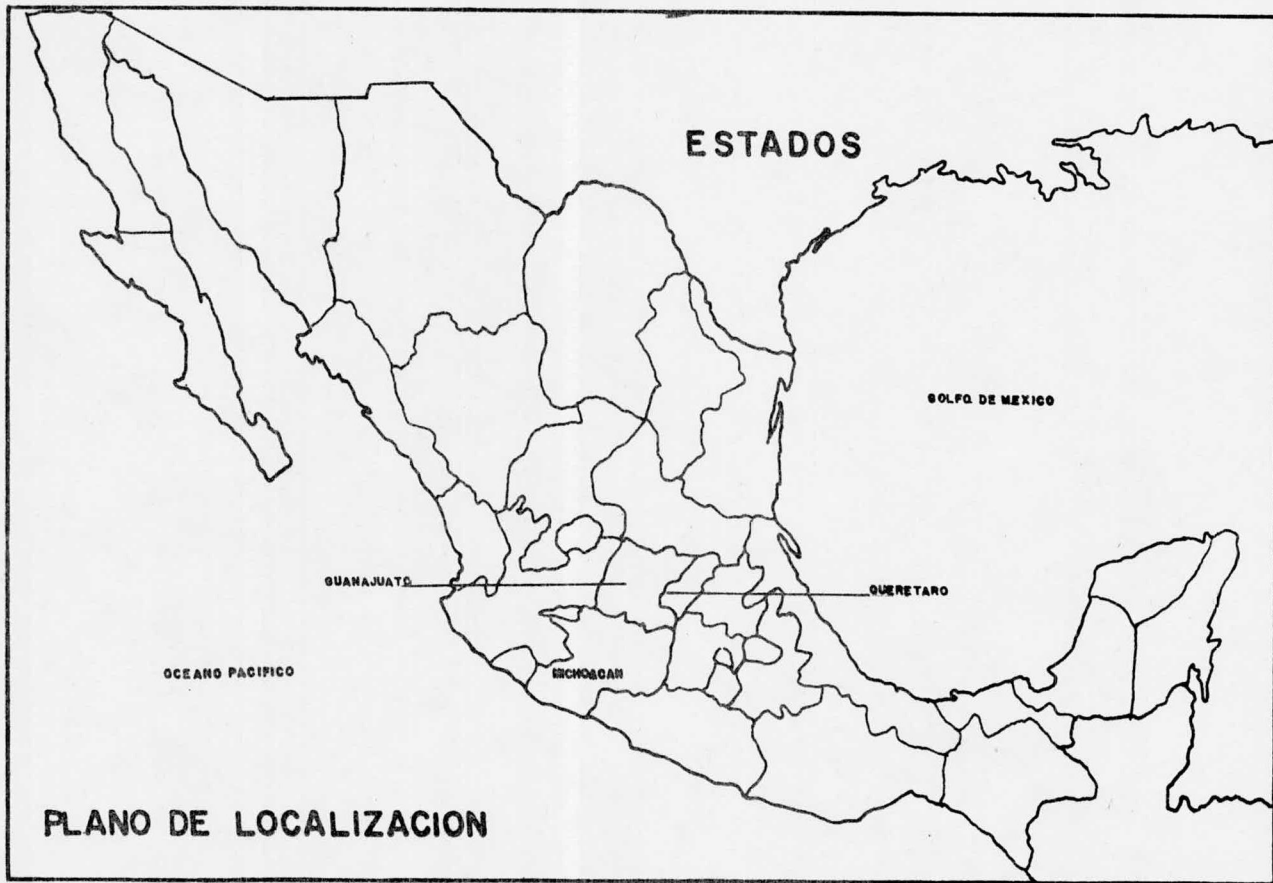 ESTADOS
GOLFO. DE MEXICO
GUANAJUATO
QUERETARO
OCEANO PACIFICO
MICHOACAN
PLANO DE LOCALIZACION